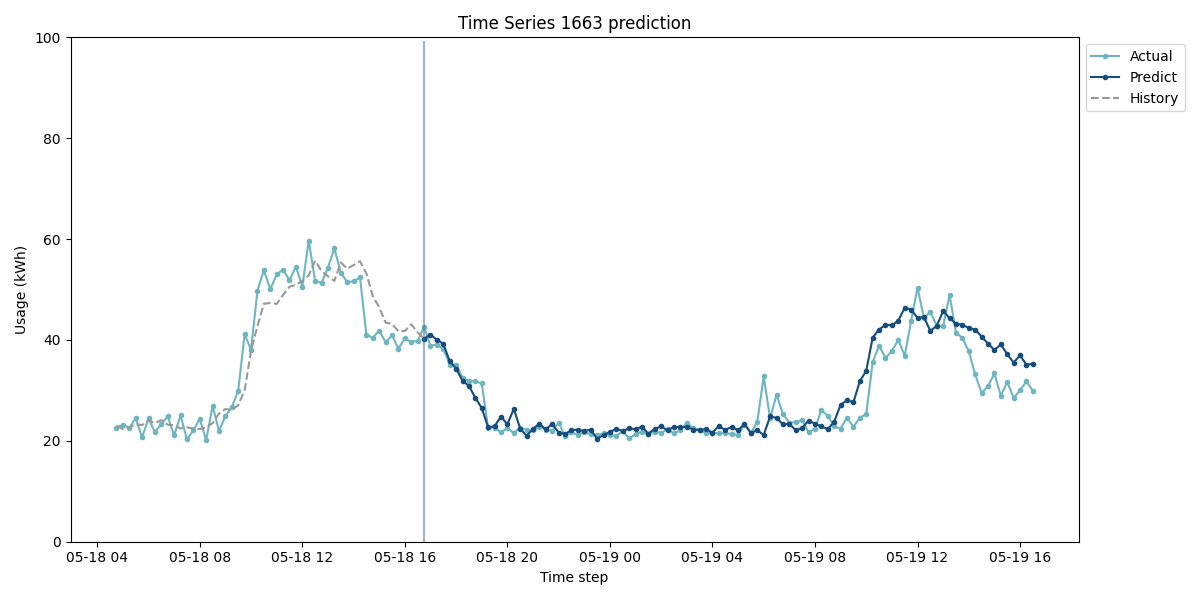 Time Series 1663 prediction
100
80
60
40
20
0
Usage (kWh)
05-18 04 05-18 08 05-18 12 05-18 16 05-18 20 05-19 00 05-19 04 05-19 08 05-19 12 05-19 16
Time step
Actual
Predict
History